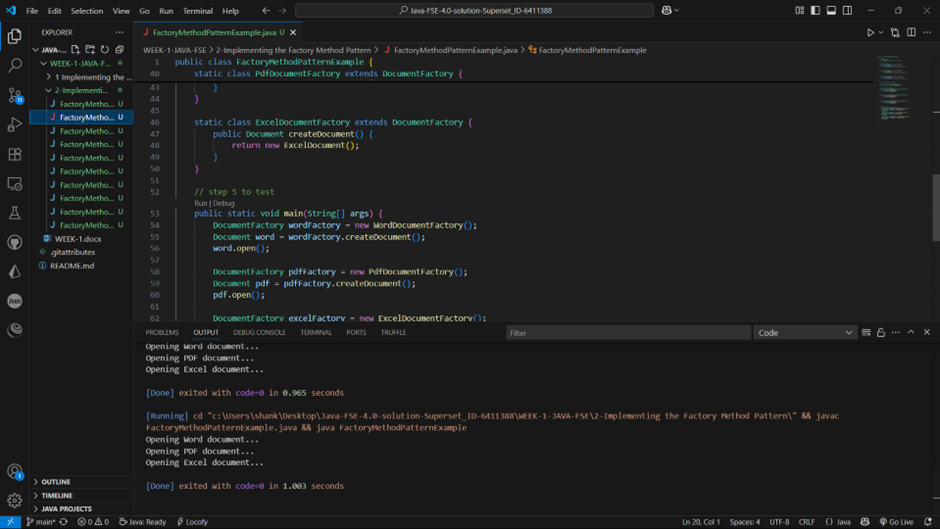 File Edit Selection View Go Run Terminal Help
Java-FSE-4.0-solution-Superset_ID-6411388
EXPLORER
JAVA-...
WEEK-1-JAVA-F...
1 Implementing the ...
2-Implementi...
FactoryMetho... U
FactoryMetho... U
FactoryMetho... U
FactoryMetho... U
FactoryMetho... U
FactoryMetho... U
FactoryMetho... U
FactoryMetho... U
FactoryMetho... U
FactoryMetho... U
WEEK-1.docx
.gitattributes
README.md
OUTLINE
TIMELINE
JAVA PROJECTS
FactoryMethodPatternExample.java U
WEEK-1-JAVA-FSE > 2-Implementing the Factory Method Pattern > FactoryMethodPatternExample.java > FactoryMethodPatternExample
1 public class FactoryMethodPatternExample {
40 static class PdfDocumentFactory extends DocumentFactory {
43 }
44 }
45
46 static class ExcelDocumentFactory extends DocumentFactory {
47 public Document createDocument() {
48 return new ExcelDocument();
49 }
50 }
51
52 // step 5 to test
Run | Debug
53 public static void main(String[] args) {
54 DocumentFactory wordFactory = new WordDocumentFactory();
55 Document word = wordFactory.createDocument();
56 word.open();
57
58 DocumentFactory pdfFactory = new PdfDocumentFactory();
59 Document pdf = pdfFactory.createDocument();
60 pdf.open();
61
62 DocumentFactory excelFactory = new ExcelDocumentFactory();
PROBLEMS OUTPUT DEBUG CONSOLE TERMINAL PORTS TRUFFLE
Filter
Code
Opening Word document...
Opening PDF document...
Opening Excel document...
[Done] exited with code=0 in 0.965 seconds
[Running] cd "c:\Users\shank\Desktop\Java-FSE-4.0-solution-Superset_ID-6411388\WEEK-1-JAVA-FSE\2-Implementing the Factory Method Pattern\" && javac
FactoryMethodPatternExample.java && java FactoryMethodPatternExample
Opening Word document...
Opening PDF document...
Opening Excel document...
[Done] exited with code=0 in 1.003 seconds
main* 0 0 Java: Ready Locofy
Ln 20, Col 1 Spaces: 4 UTF-8 CRLF {} Java Go Live